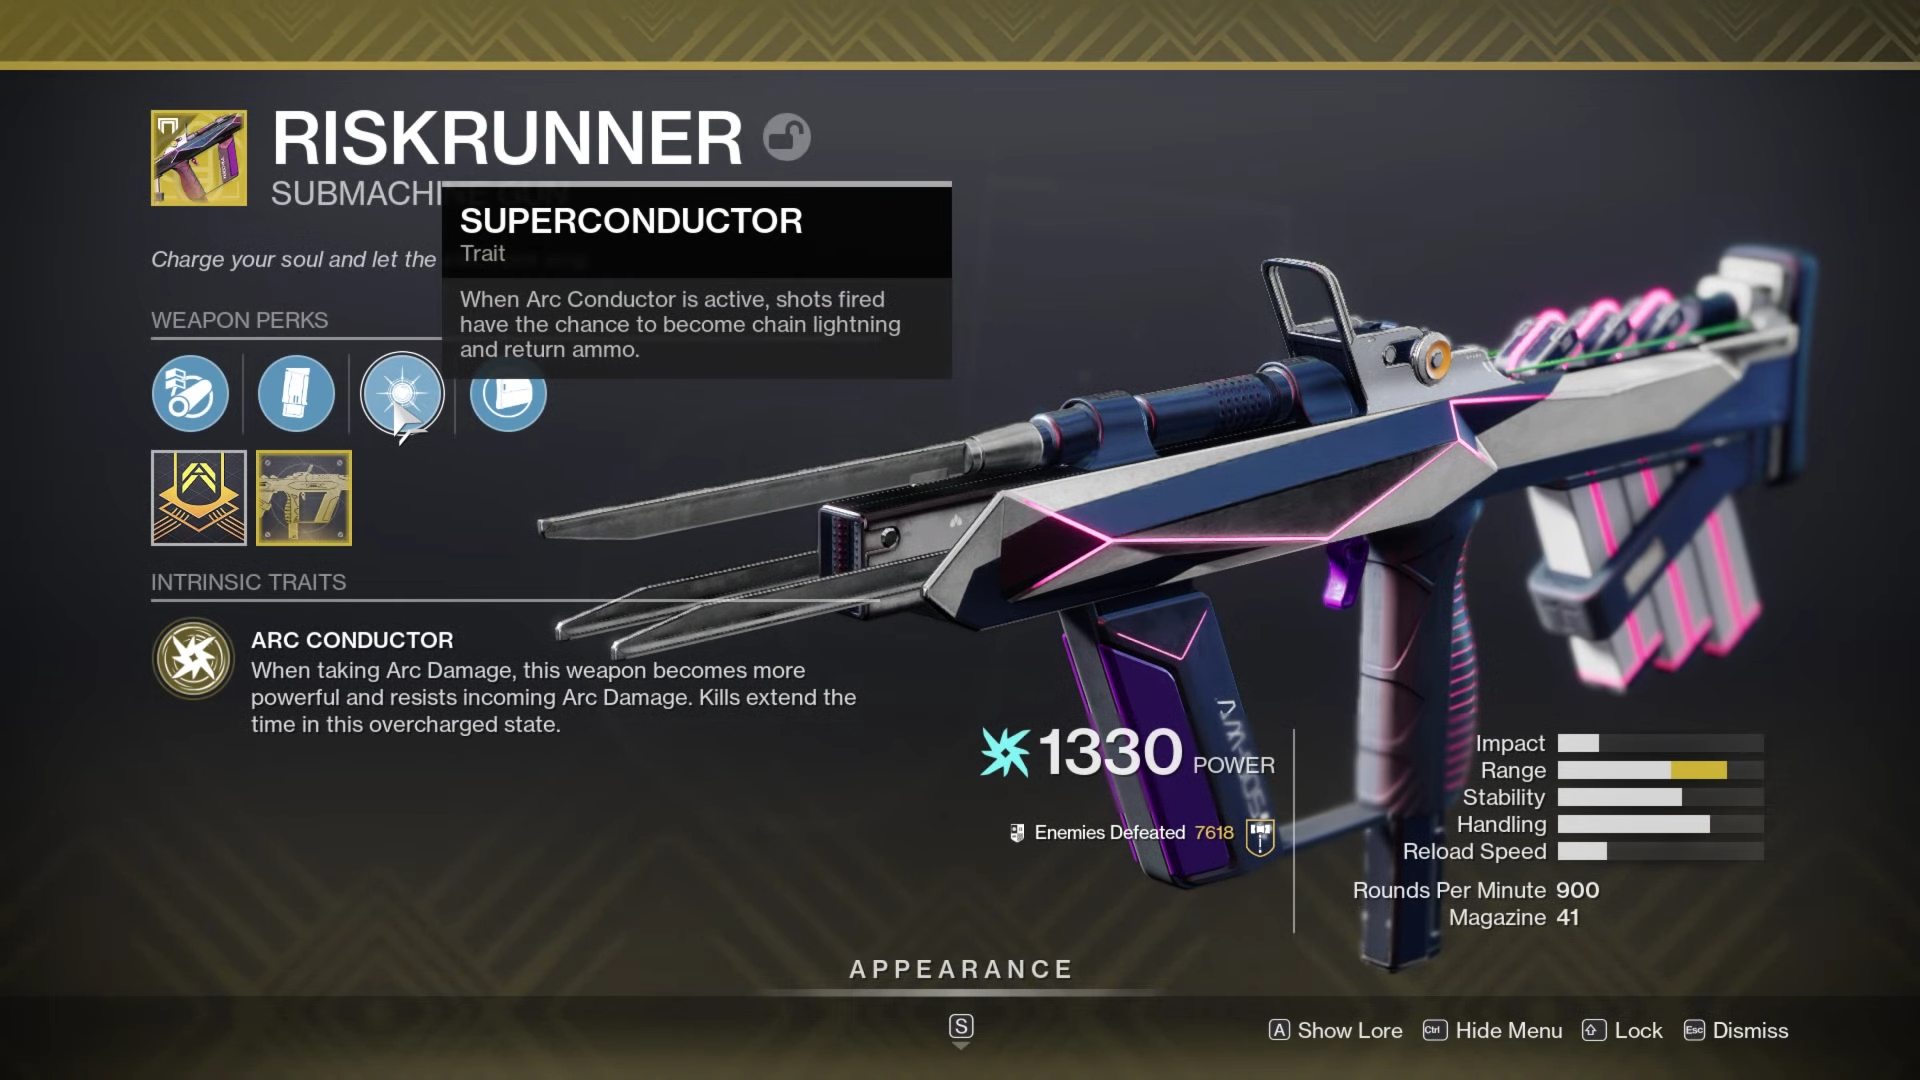 RISKRUNNER
SUBMACHINE GUN
SUPERCONDUCTOR
Trait
Charge your soul and let the
When Arc Conductor is active, shots fired
have the chance to become chain lightning
and return ammo.
WEAPON PERKS
INTRINSIC TRAITS
ARC CONDUCTOR
When taking Arc Damage, this weapon becomes more
powerful and resists incoming Arc Damage. Kills extend the
time in this overcharged state.
1330 POWER
Enemies Defeated 7618
Impact
Range
Stability
Handling
Reload Speed
Rounds Per Minute 900
Magazine 41
APPEARANCE
S
A Show Lore Ctrl Hide Menu Lock Esc Dismiss